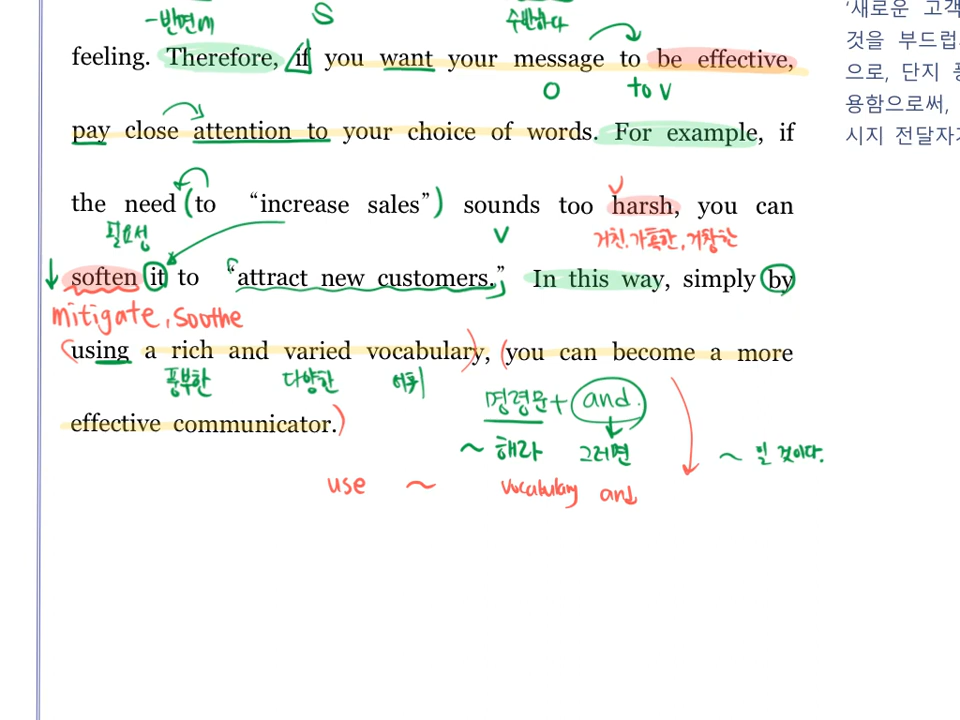 -반면에 S 수반하다
feeling. Therefore, if you want your message to be effective,
O to V
pay close attention to your choice of words. For example, if
the need (to “increase sales”) sounds too harsh, you can
필요성 V 거친, 가혹한, 거창한
soften it to “attract new customers.” In this way, simply by
mitigate, soothe
(using a rich and varied vocabulary), (you can become a more
풍부한 다양한 어휘 명령문 + and.
effective communicator.)
~ 해라 그러면 ~ 일 것이다.
use ~ vocabulary and
‘새로운 고객
것을 부드럽
으로, 단지
용함으로써,
시지 전달자